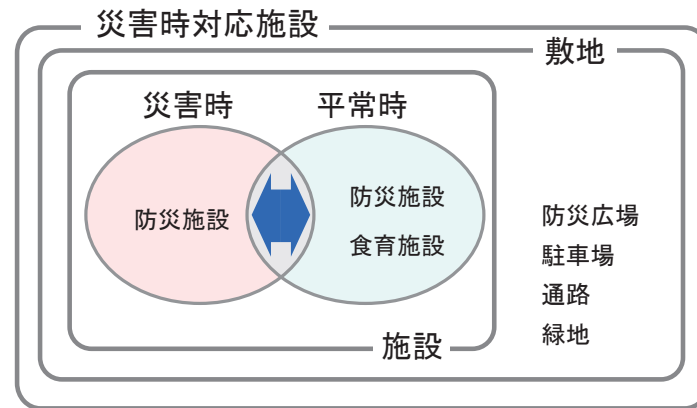 災害時対応施設
敷地
災害時
平常時
防災施設
防災施設
食育施設
防災広場
駐車場
通路
緑地
施設